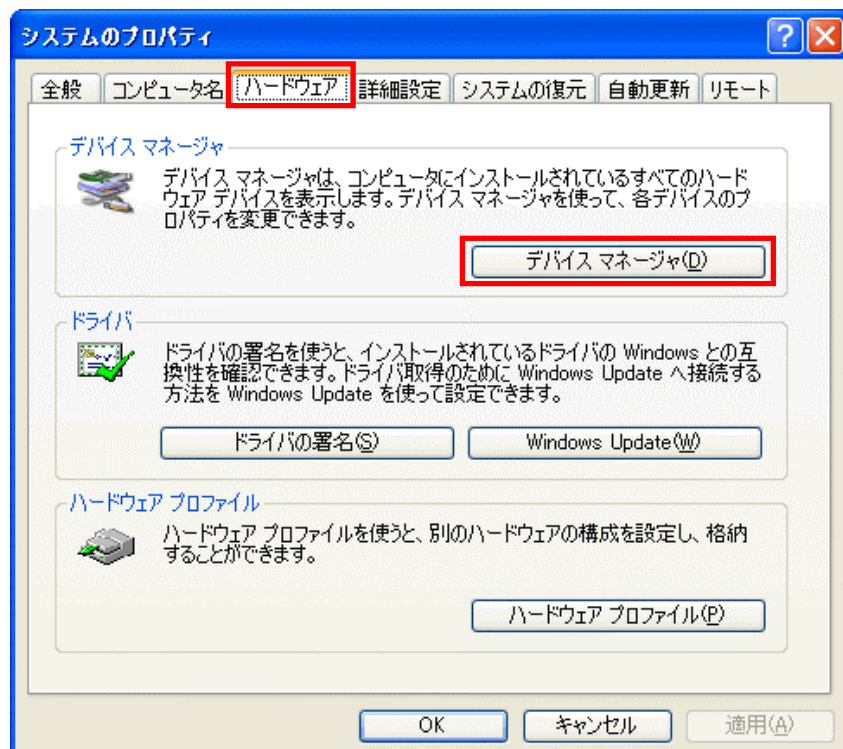 システムのプロパティ
全般 コンピュータ名 ハードウェア 詳細設定 システムの復元 自動更新 リモート
デバイス マネージャ
デバイス マネージャは、コンピュータにインストールされているすべてのハード
ウェア デバイスを表示します。デバイス マネージャを使って、各デバイスのプ
ロパティを変更できます。
デバイス マネージャ(D)
ドライバ
ドライバの署名を使うと、インストールされているドライバの Windows との互
換性を確認できます。ドライバ取得のために Windows Update へ接続する
方法を Windows Update を使って設定できます。
ドライバの署名(S) Windows Update(W)
ハードウェア プロファイル
ハードウェア プロファイルを使うと、別のハードウェアの構成を設定し、格納
することができます。
ハードウェア プロファイル(P)
OK キャンセル 適用(A)